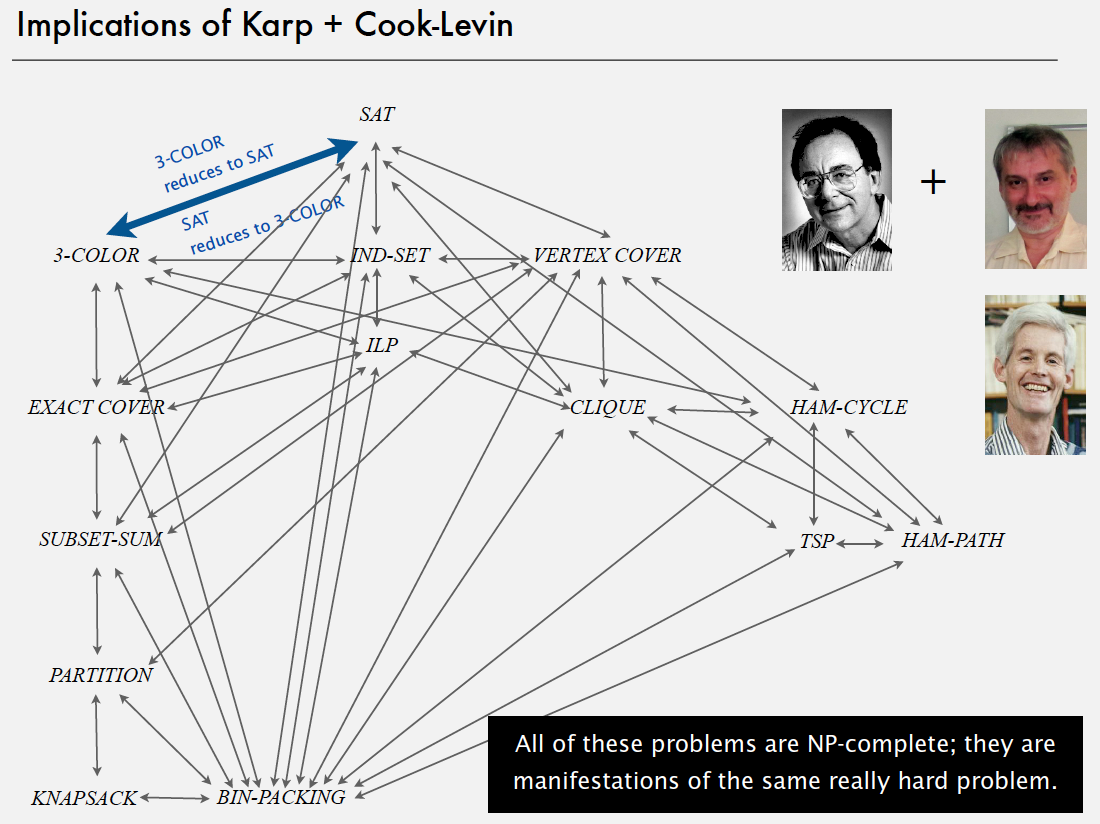 Implications of Karp + Cook-Levin
SAT
3-COLOR
reduces to SAT
SAT
reduces to 3-COLOR
+
3-COLOR
IND-SET
VERTEX COVER
ILP
EXACT COVER
CLIQUE
HAM-CYCLE
SUBSET-SUM
TSP
HAM-PATH
PARTITION
All of these problems are NP-complete; they are
manifestations of the same really hard problem.
KNAPSACK
BIN-PACKING